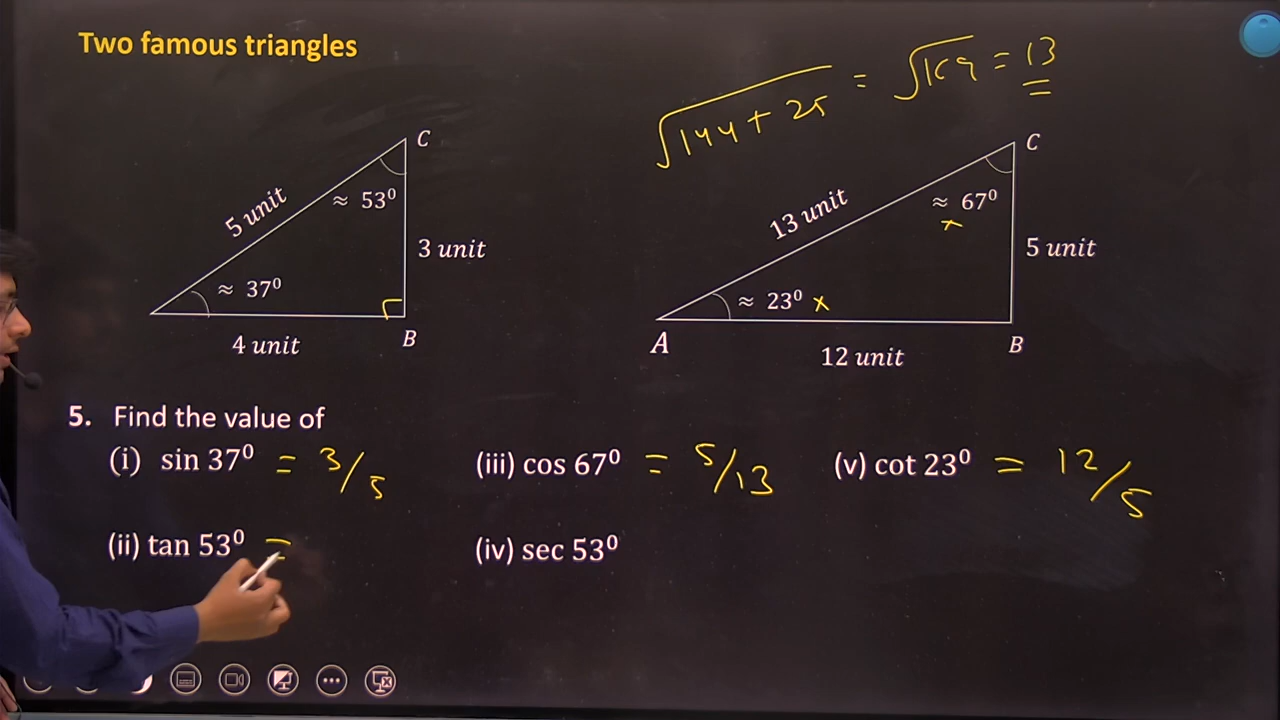 Two famous triangles
√144 + 25 = √169 = 13
C
5 unit
≈ 53⁰
3 unit
≈ 37⁰
4 unit
B
C
13 unit
≈ 67⁰
x
5 unit
≈ 23⁰ x
A
12 unit
B
5. Find the value of
(i) sin 37⁰ = 3/5
(iii) cos 67⁰ = 5/13
(v) cot 23⁰ = 12/5
(ii) tan 53⁰ =
(iv) sec 53⁰